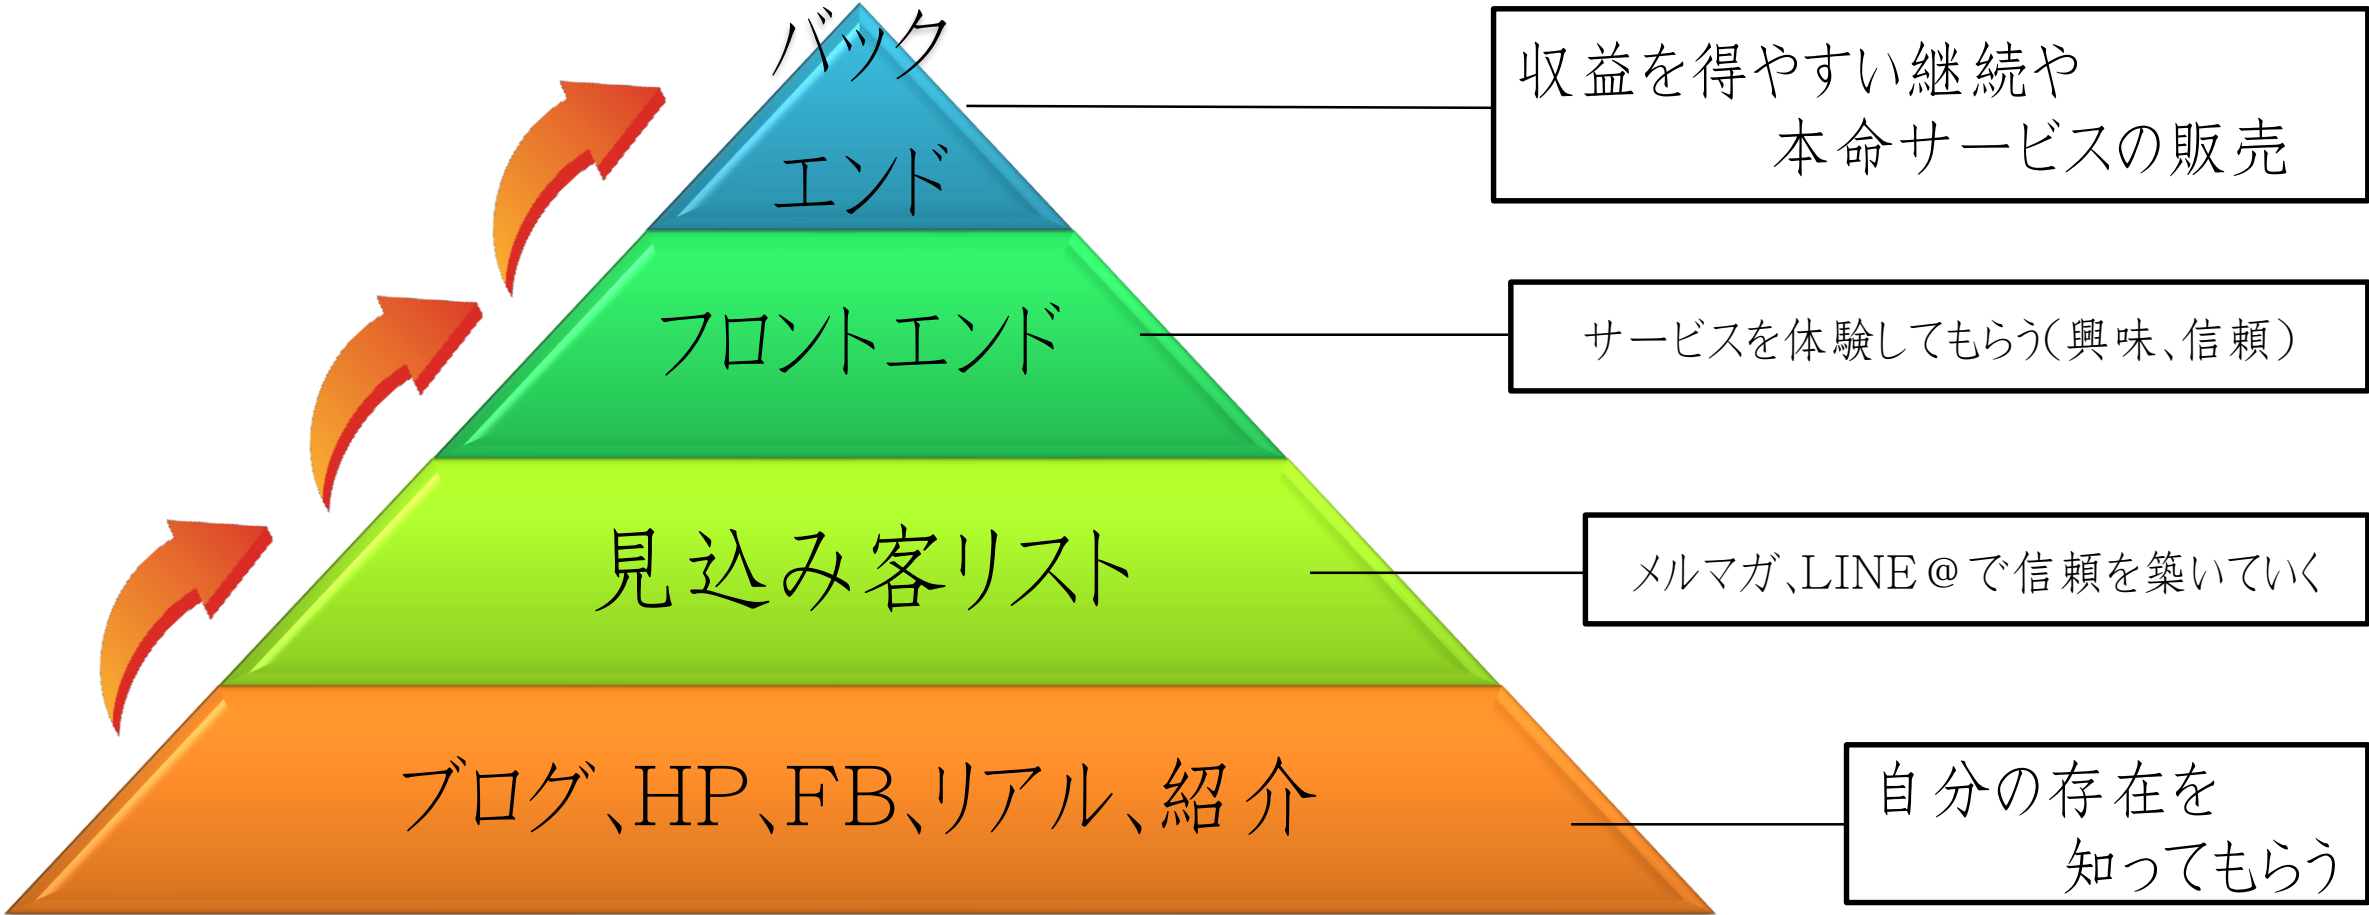 バック
エンド
収益を得やすい継続や
本命サービスの販売
フロントエンド
サービスを体験してもらう(興味、信頼)
見込み客リスト
メルマガ、LINE@で信頼を築いていく
ブログ、HP、FB、リアル、紹介
自分の存在を
知ってもらう